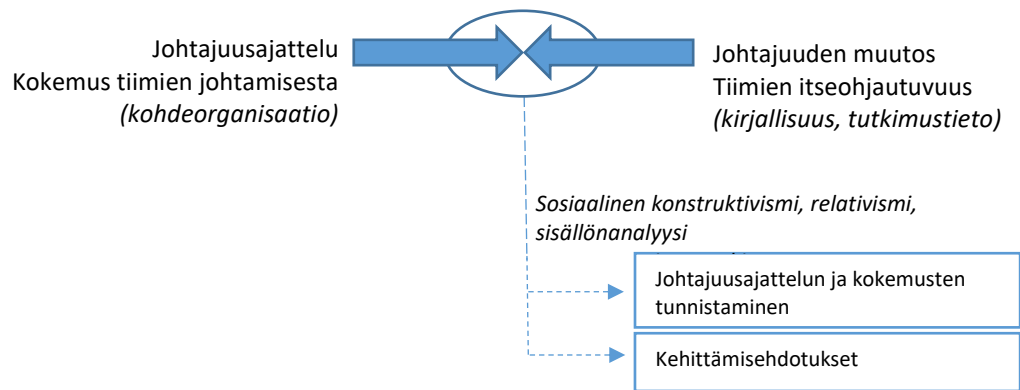 Johtajuusajattelu
Kokemus tiimien johtamisesta
(kohdeorganisaatio)
Johtajuuden muutos
Tiimien itseohjautuvuus
(kirjallisuus, tutkimustieto)
Sosiaalinen konstruktivismi, relativismi,
sisällönanalyysi
Johtajuusajattelun ja kokemusten
tunnistaminen
Kehittämisehdotukset